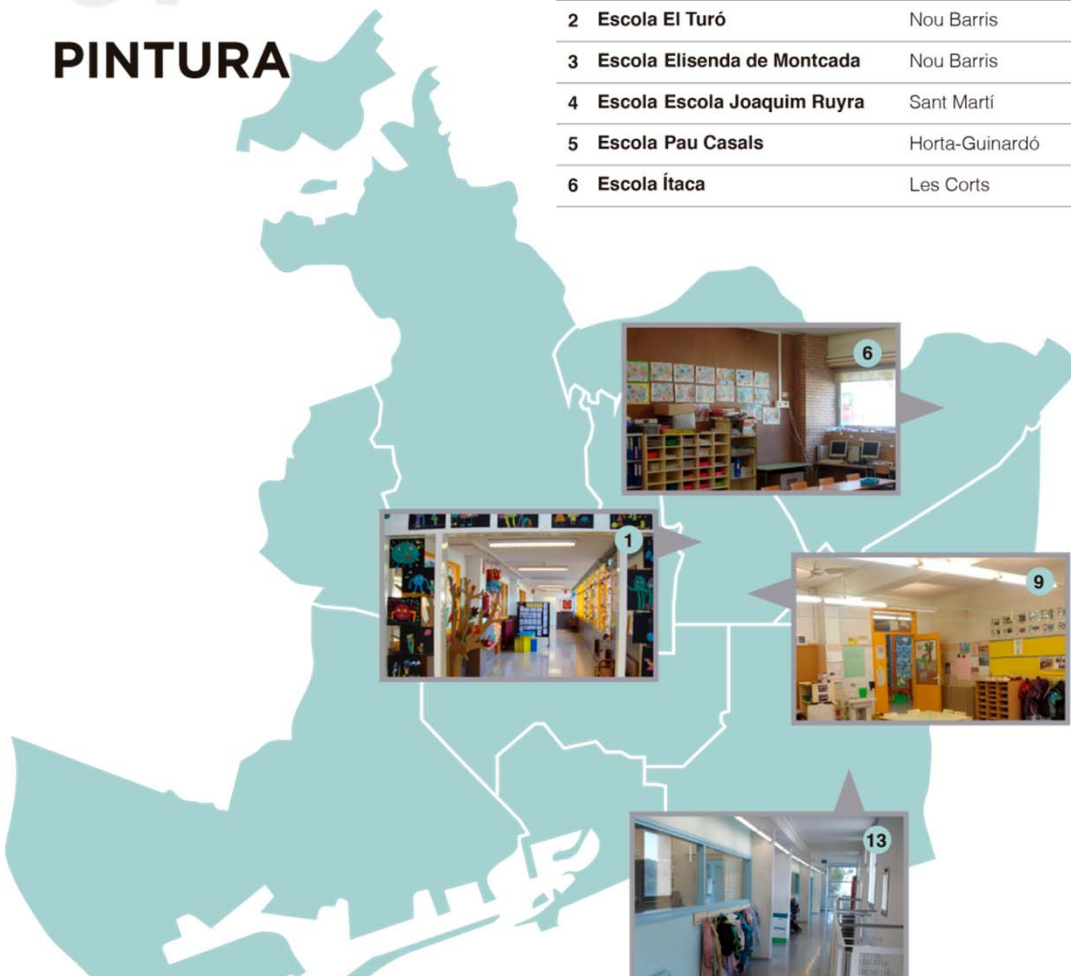 PINTURA
2 Escola El Turó Nou Barris
3 Escola Elisenda de Montcada Nou Barris
4 Escola Escola Joaquim Ruyra Sant Martí
5 Escola Pau Casals Horta-Guinardó
6 Escola Ítaca Les Corts
6
1
9
13